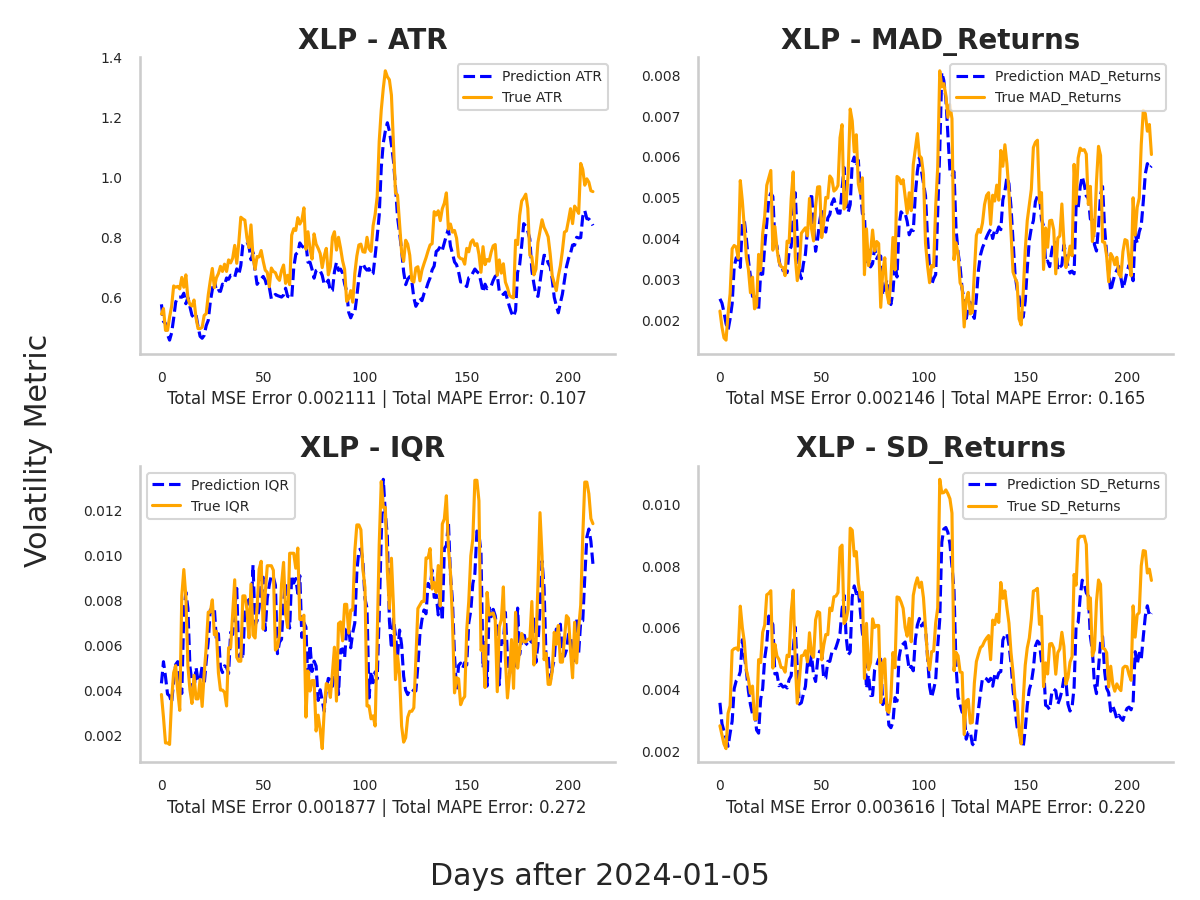 XLP - ATR
1.4
1.2
1.0
0.8
0.6
Prediction ATR
True ATR
0 50 100 150 200
Total MSE Error 0.002111 | Total MAPE Error: 0.107
XLP - MAD_Returns
0.008
0.007
0.006
0.005
0.004
0.003
0.002
Prediction MAD_Returns
True MAD_Returns
0 50 100 150 200
Total MSE Error 0.002146 | Total MAPE Error: 0.165
Volatility Metric
XLP - IQR
0.012
0.010
0.008
0.006
0.004
0.002
Prediction IQR
True IQR
0 50 100 150 200
Total MSE Error 0.001877 | Total MAPE Error: 0.272
XLP - SD_Returns
0.010
0.008
0.006
0.004
0.002
Prediction SD_Returns
True SD_Returns
0 50 100 150 200
Total MSE Error 0.003616 | Total MAPE Error: 0.220
Days after 2024-01-05